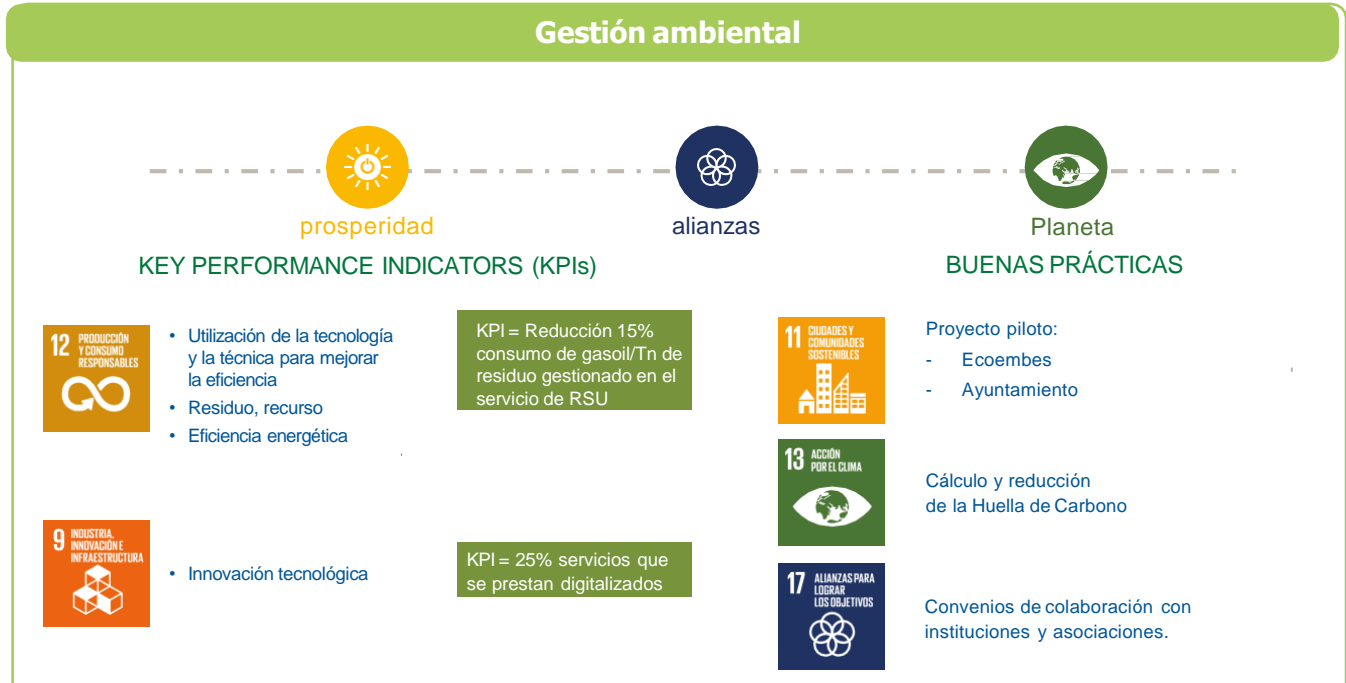 Gestión ambiental
prosperidad
alianzas
Planeta
KEY PERFORMANCE INDICATORS (KPIs)
12 PRODUCCIÓN
Y CONSUMO
RESPONSABLES
• Utilización de la tecnología
y la técnica para mejorar
la eficiencia
• Residuo, recurso
• Eficiencia energética
KPI = Reducción 15%
consumo de gasoil/Tn de
residuo gestionado en el
servicio de RSU
9 INDUSTRIA,
INNOVACIÓN E
INFRAESTRUCTURA
• Innovación tecnológica
KPI = 25% servicios que
se prestan digitalizados
BUENAS PRÁCTICAS
11 CIUDADES Y
COMUNIDADES
SOSTENIBLES
Proyecto piloto:
- Ecoembes
- Ayuntamiento
13 ACCIÓN
POR EL CLIMA
Cálculo y reducción
de la Huella de Carbono
17 ALIANZAS PARA
LOGRAR
LOS OBJETIVOS
Convenios de colaboración con
instituciones y asociaciones.